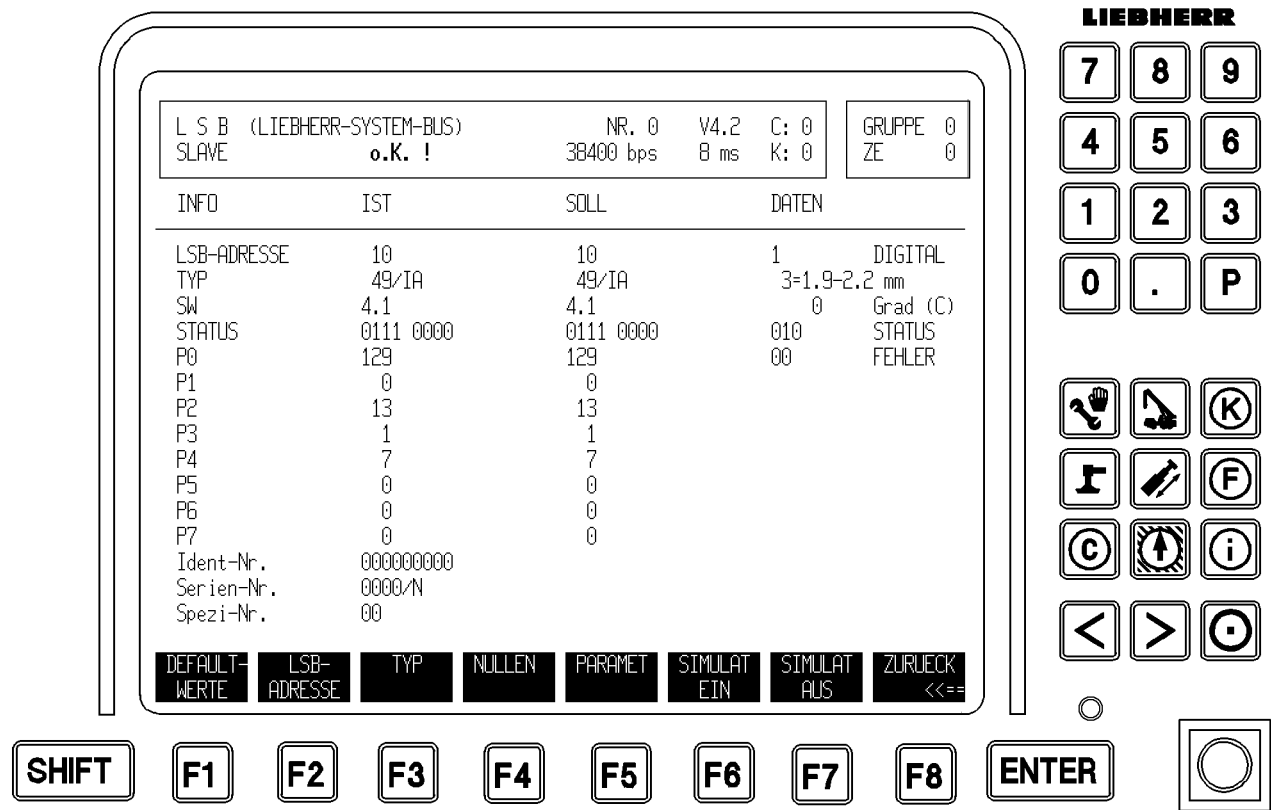 LIEBHERR
L S B (LIEBHERR-SYSTEM-BUS) NR. 0 V4.2 C: 0 GRUPPE 0
SLAVE o.K. ! 38400 bps 8 ms K: 0 ZE 0
INFO IST SOLL DATEN
LSB-ADRESSE 10 10 1 DIGITAL
TYP 49/IA 49/IA 3=1.9-2.2 mm
SW 4.1 4.1 0 Grad (C)
STATUS 0111 0000 0111 0000 010 STATUS
P0 129 129 00 FEHLER
P1 0 0
P2 13 13
P3 1 1
P4 7 7
P5 0 0
P6 0 0
P7 0 0
Ident-Nr. 000000000
Serien-Nr. 0000/N
Spezi-Nr. 00
DEFAULT- LSB- TYP NULLEN PARAMET SIMULAT SIMULAT ZURUECK
WERTE ADRESSE EIN AUS <<==
SHIFT F1 F2 F3 F4 F5 F6 F7 F8 ENTER
7 8 9
4 5 6
1 2 3
0 . P
K
F
C i
< >